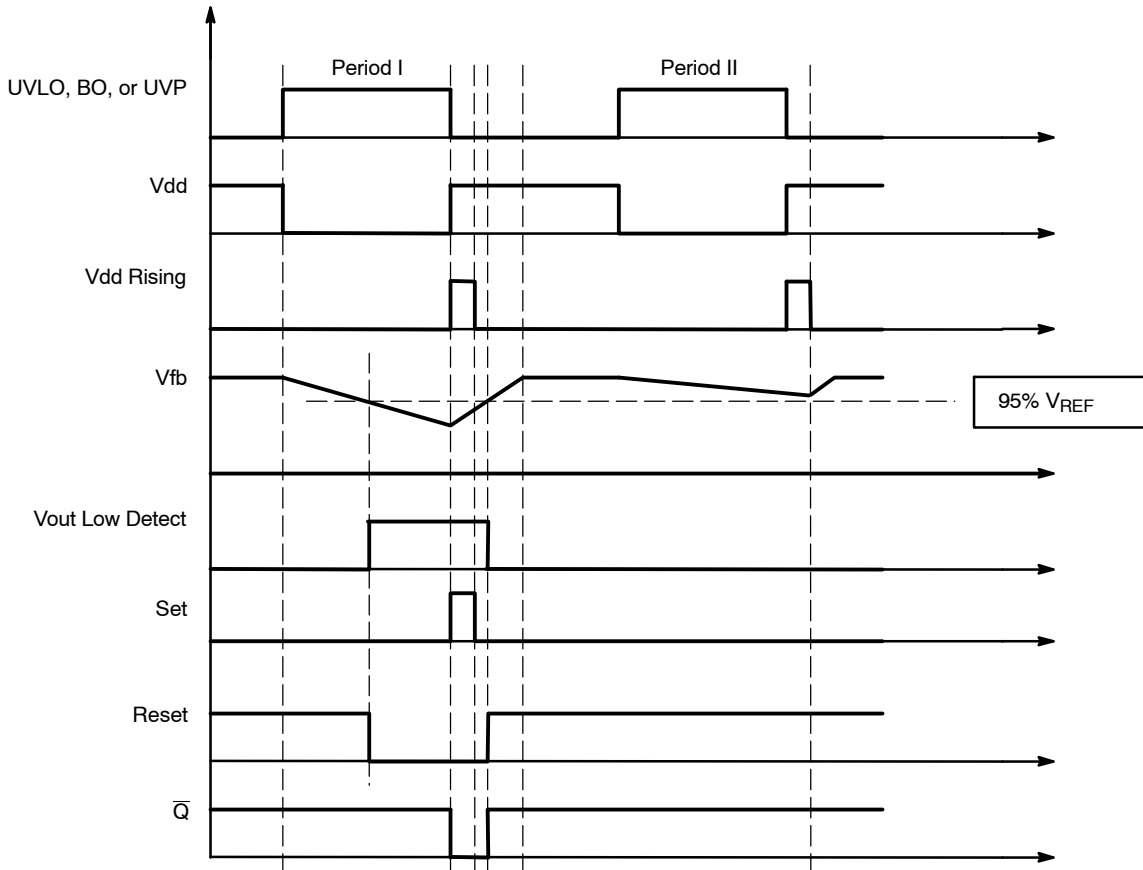 Period I
Period II
UVLO, BO, or UVP
Vdd
Vdd Rising
Vfb
95% VREF
Vout Low Detect
Set
Reset
Q̅